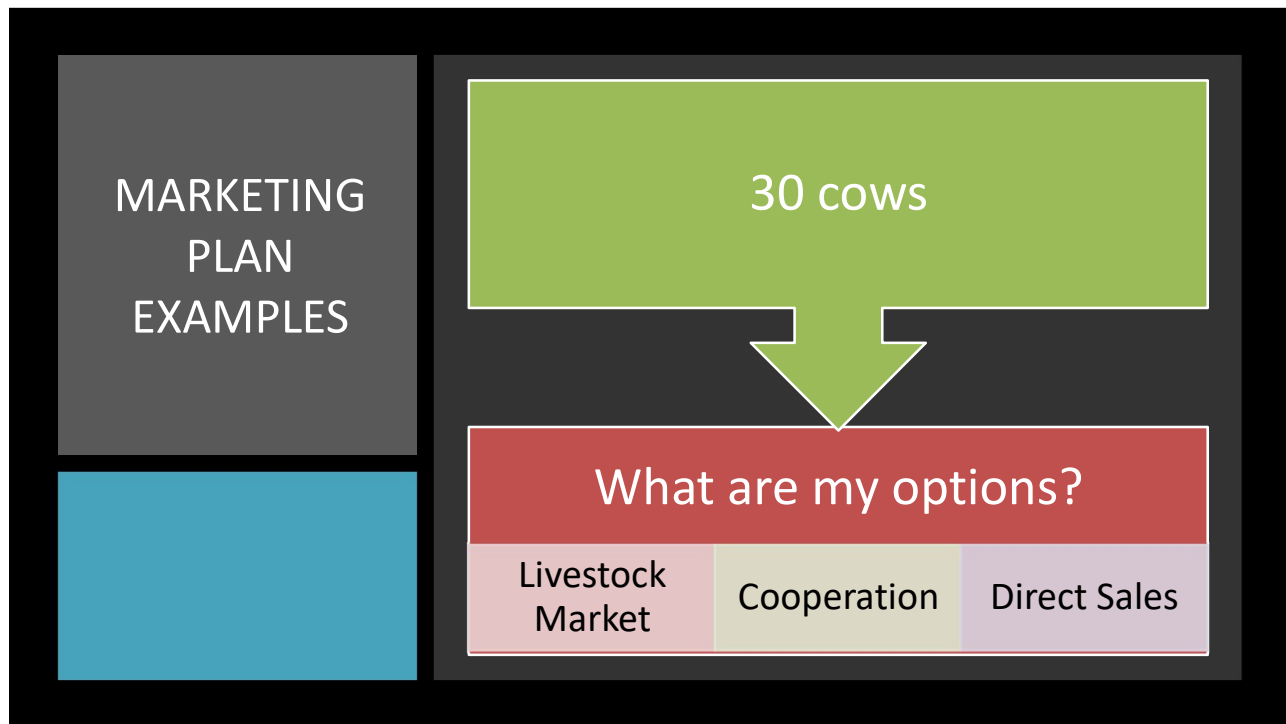 MARKETING
PLAN
EXAMPLES
30 cows
What are my options?
Livestock
Market
Cooperation
Direct Sales